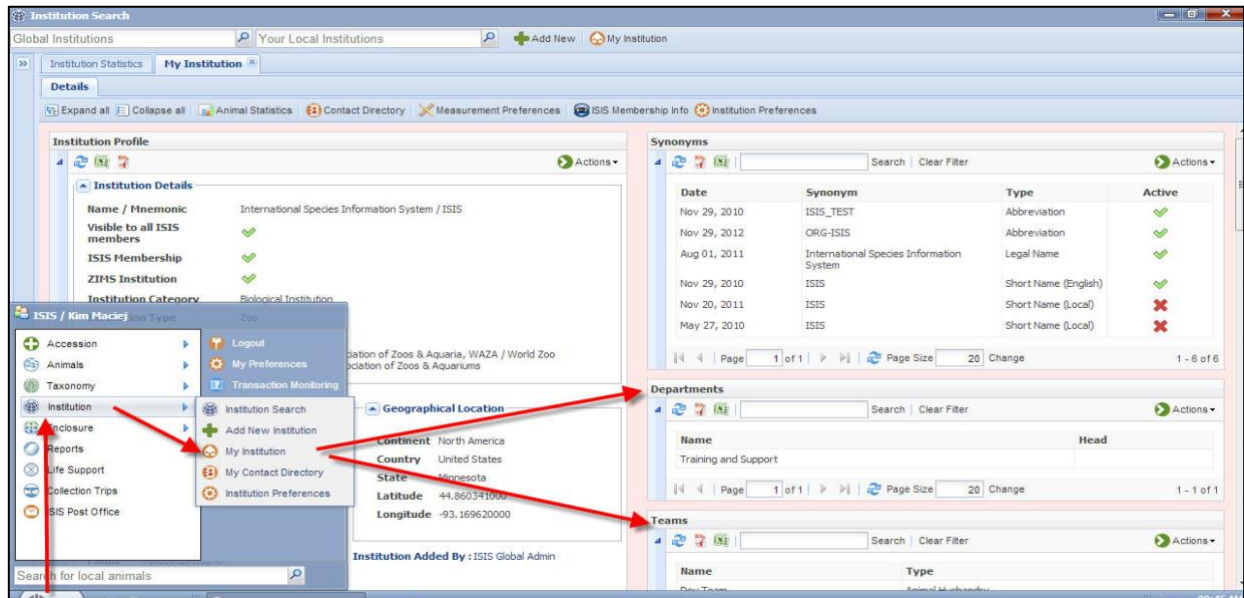 Institution Search
Global Institutions Your Local Institutions Add New My Institution
Institution Statistics My Institution
Details
Expand all Collapse all Animal Statistics Contact Directory Measurement Preferences ISIS Membership Info Institution Preferences
Institution Profile
Actions
Institution Details
Name / Mnemonic International Species Information System / ISIS
Visible to all ISIS
members
ISIS Membership
ZIMS Institution
Institution Category Biological Institution
Type Zoo
ciation of Zoos & Aquaria, WAZA / World Zoo
ociation of Zoos & Aquariums
Geographical Location
Continent North America
Country United States
State Minnesota
Latitude 44.860341000
Longitude -93.169620000
Institution Added By : ISIS Global Admin
ISIS / Kim Maciej
Accession
Animals
Taxonomy
Institution
Enclosure
Reports
Life Support
Collection Trips
ISIS Post Office
Search for local animals
Logout
My Preferences
Transaction Monitoring
Institution Search
Add New Institution
My Institution
My Contact Directory
Institution Preferences
Synonyms
Search Clear Filter Actions
Date Synonym Type Active
Nov 29, 2010 ISIS_TEST Abbreviation
Nov 29, 2012 ORG-ISIS Abbreviation
Aug 01, 2011 International Species Information Legal Name
System
Nov 29, 2010 ISIS Short Name (English)
Nov 20, 2011 ISIS Short Name (Local)
May 27, 2010 ISIS Short Name (Local)
Page 1 of 1 Page Size 20 Change 1 - 6 of 6
Departments
Search Clear Filter Actions
Name Head
Training and Support
Page 1 of 1 Page Size 20 Change 1 - 1 of 1
Teams
Search Clear Filter Actions
Name Type